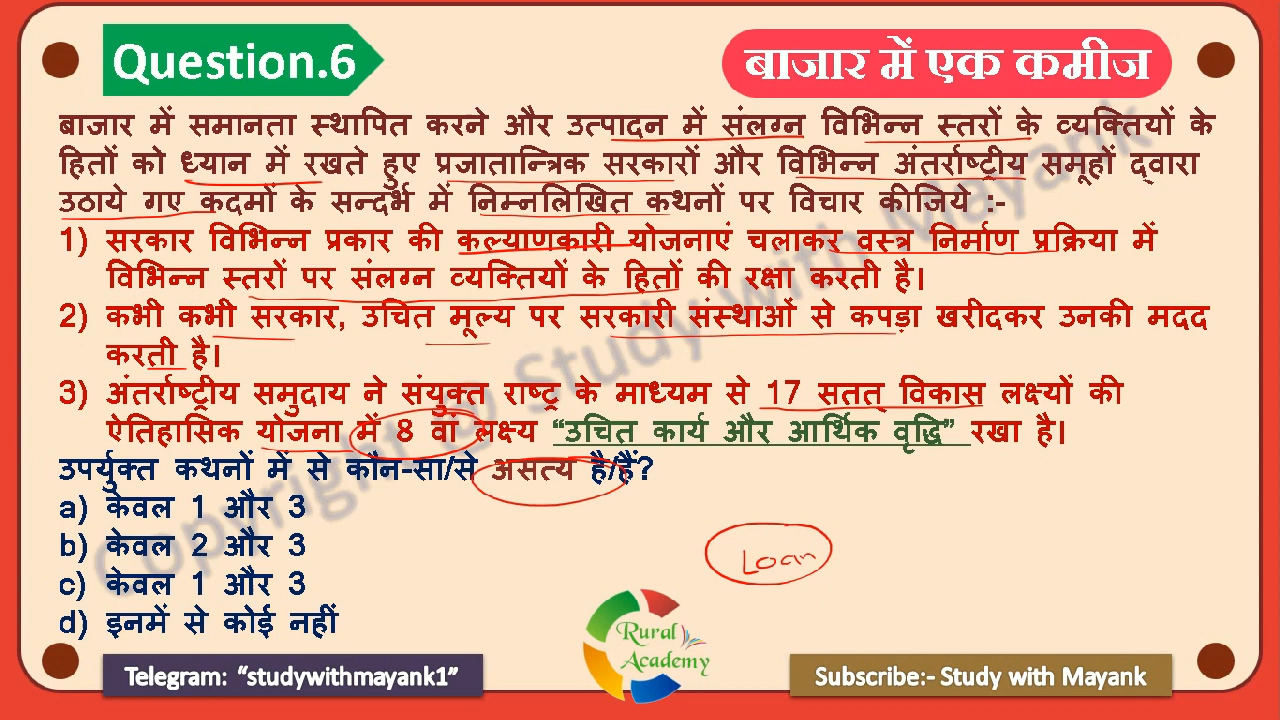 Question.6
बाजार में एक कमीज
बाजार में समानता स्थापित करने और उत्पादन में संलग्न विभिन्न स्तरों के व्यक्तियों के
हितों को ध्यान में रखते हुए प्रजातान्त्रिक सरकारों और विभिन्न अंतर्राष्ट्रीय समूहों द्वारा
उठाये गए कदमों के सन्दर्भ में निम्नलिखित कथनों पर विचार कीजिये :-
1) सरकार विभिन्न प्रकार की कल्याणकारी योजनाएं चलाकर वस्त्र निर्माण प्रक्रिया में
विभिन्न स्तरों पर संलग्न व्यक्तियों के हितों की रक्षा करती है।
2) कभी कभी सरकार, उचित मूल्य पर सरकारी संस्थाओं से कपड़ा खरीदकर उनकी मदद
करती है।
3) अंतर्राष्ट्रीय समुदाय ने संयुक्त राष्ट्र के माध्यम से 17 सतत् विकास लक्ष्यों की
ऐतिहासिक योजना में 8 वां लक्ष्य “उचित कार्य और आर्थिक वृद्धि” रखा है।
उपर्युक्त कथनों में से कौन-सा/से असत्य है/हैं?
a) केवल 1 और 3
b) केवल 2 और 3
c) केवल 1 और 3
d) इनमें से कोई नहीं
Loan
Rural
Academy
Copyright @ Study with Mayank
Telegram: “studywithmayank1”
Subscribe:- Study with Mayank